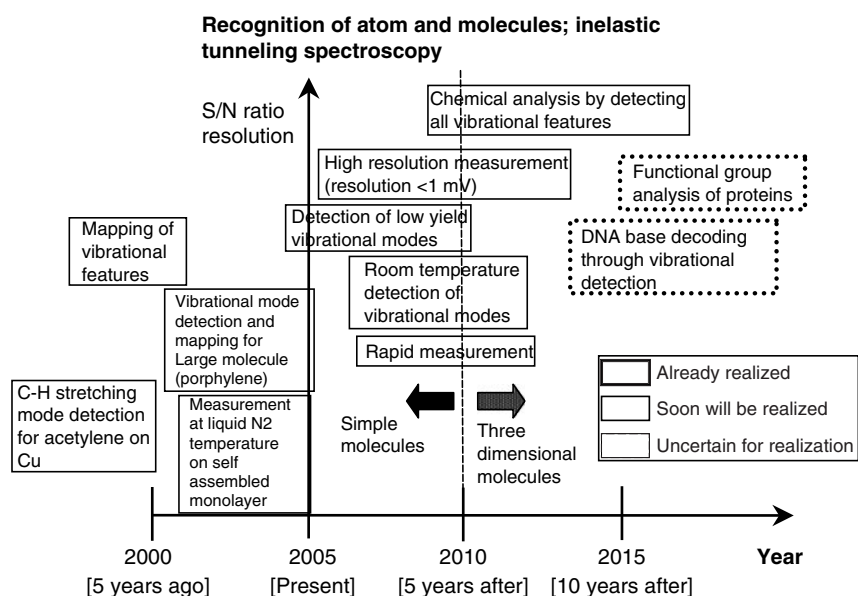 Recognition of atom and molecules; inelastic
tunneling spectroscopy
S/N ratio
resolution
Chemical analysis by detecting
all vibrational features
High resolution measurement
(resolution <1 mV)
Functional group
analysis of proteins
Mapping of
vibrational
features
Detection of low yield
vibrational modes
DNA base decoding
through vibrational
detection
Room temperature
detection of
vibrational modes
Vibrational mode
detection and
mapping for
Large molecule
(porphylene)
Rapid measurement
C-H stretching
mode detection
for acetylene on
Cu
Measurement
at liquid N2
temperature
on self
assembled
monolayer
Simple
molecules
Three
dimensional
molecules
Already realized
Soon will be realized
Uncertain for realization
2000
2005
2010
2015
Year
[5 years ago]
[Present]
[5 years after]
[10 years after]